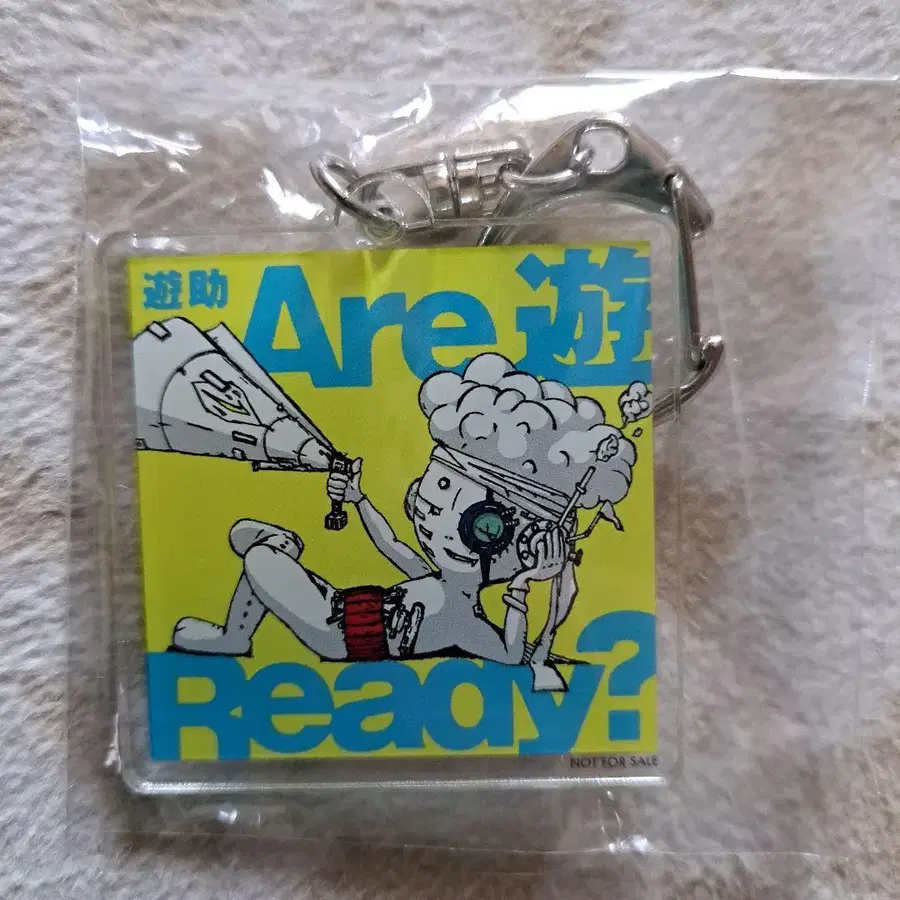 遊助
Are 遊
Ready?
NOT FOR SALE